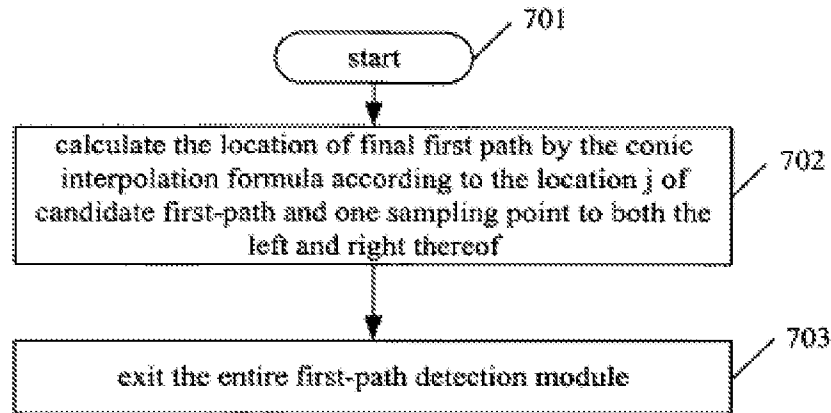 701
start
calculate the location of final first path by the conic
interpolation formula according to the location j of
candidate first-path and one sampling point to both the
left and right thereof
702
exit the entire first-path detection module
703